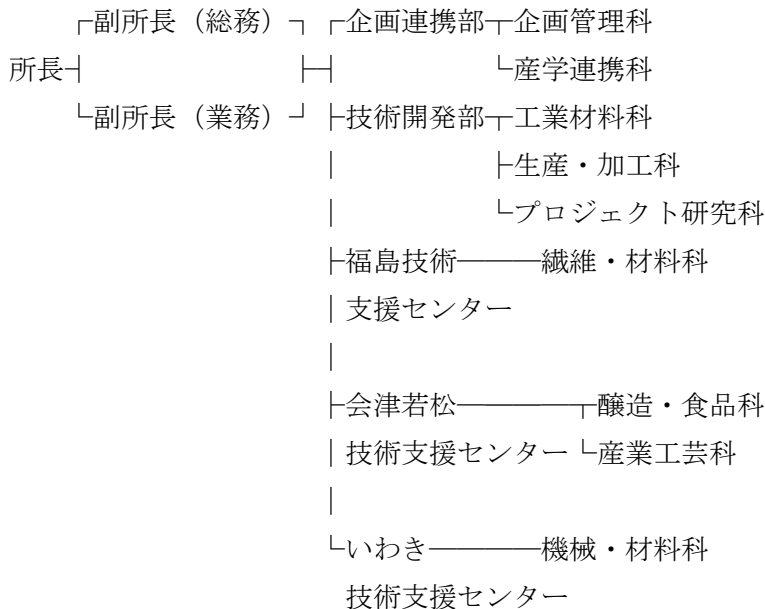 ┌副所長（総務）┐┌企画連携部┬企画管理科
所長┤ ├┤ └産学連携科
└副所長（業務）┘├技術開発部┬工業材料科
│ ├生産・加工科
│ └プロジェクト研究科
├福島技術───繊維・材料科
│支援センター
│
├会津若松────┬醸造・食品科
│技術支援センター└産業工芸科
│
└いわき───機械・材料科
技術支援センター